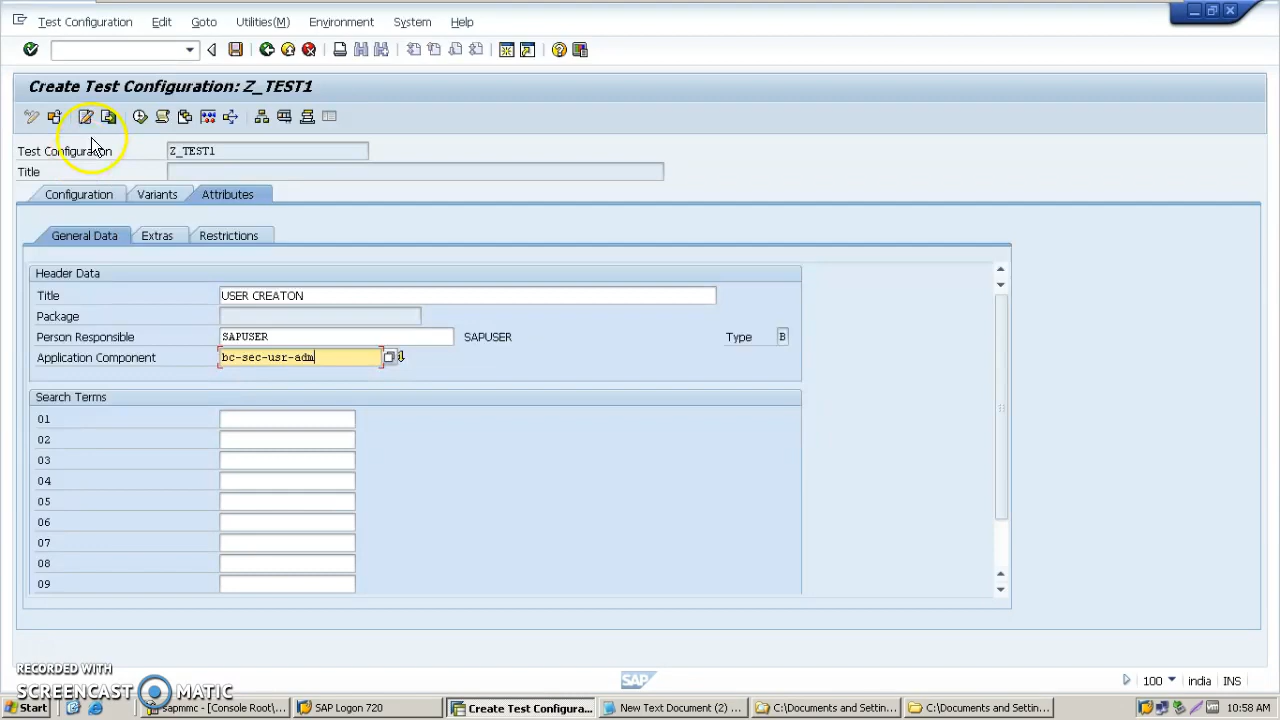 Test Configuration Edit Goto Utilities(M) Environment System Help
Create Test Configuration: Z_TEST1
Test Configuration Z_TEST1
Title
Configuration Variants Attributes
General Data Extras Restrictions
Header Data
Title USER CREATON
Package
Person Responsible SAPUSER SAPUSER Type B
Application Component bc-sec-usr-adm
Search Terms
01
02
03
04
05
06
07
08
09
RECORDED WITH
SCREENCAST MATIC
SAP
100 india INS
Start sapmmc - [Console Root\... SAP Logon 720 Create Test Configura... New Text Document (2) ... C:\Documents and Settin... C:\Documents and Settin... 10:58 AM